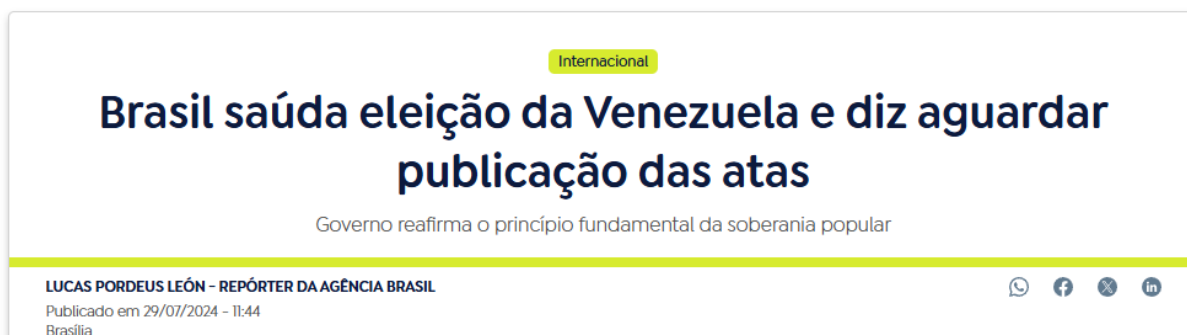 Internacional
Brasil saúda eleição da Venezuela e diz aguardar
publicação das atas
Governo reafirma o princípio fundamental da soberania popular
LUCAS PORDEUS LEÓN - REPÓRTER DA AGÊNCIA BRASIL
Publicado em 29/07/2024 - 11:44
Brasília